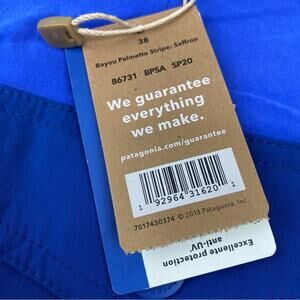 38
Bayou Palmetto Stripe: Saffron
86731 BPSA SP20
We guarantee
everything
we make.
patagonia.com/guarantee
1 92964 31620 1
7017430374 © 2018 Patagonia, Inc.
Excellente protection
anti-UV